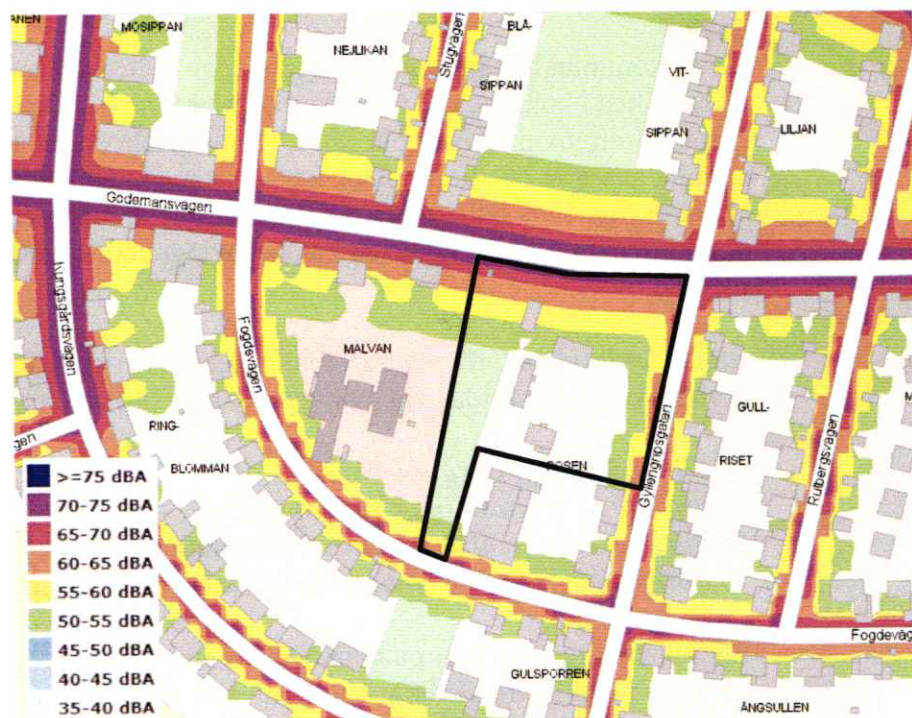 MOSIPPAN
NEJLIKAN
Stugvägen
BLÅ-
SIPPAN
VIT-
SIPPAN
LILJAN
Godemansvägen
Kungsgårdsvägen
Fogdevägen
MALVAN
RING-
BLOMMAN
GULL-
RISET
Gyllengripsgatan
Rutbergsvägen
Fogdeväg
GULSPORREN
ÄNGSULLEN
>=75 dBA
70-75 dBA
65-70 dBA
60-65 dBA
55-60 dBA
50-55 dBA
45-50 dBA
40-45 dBA
35-40 dBA